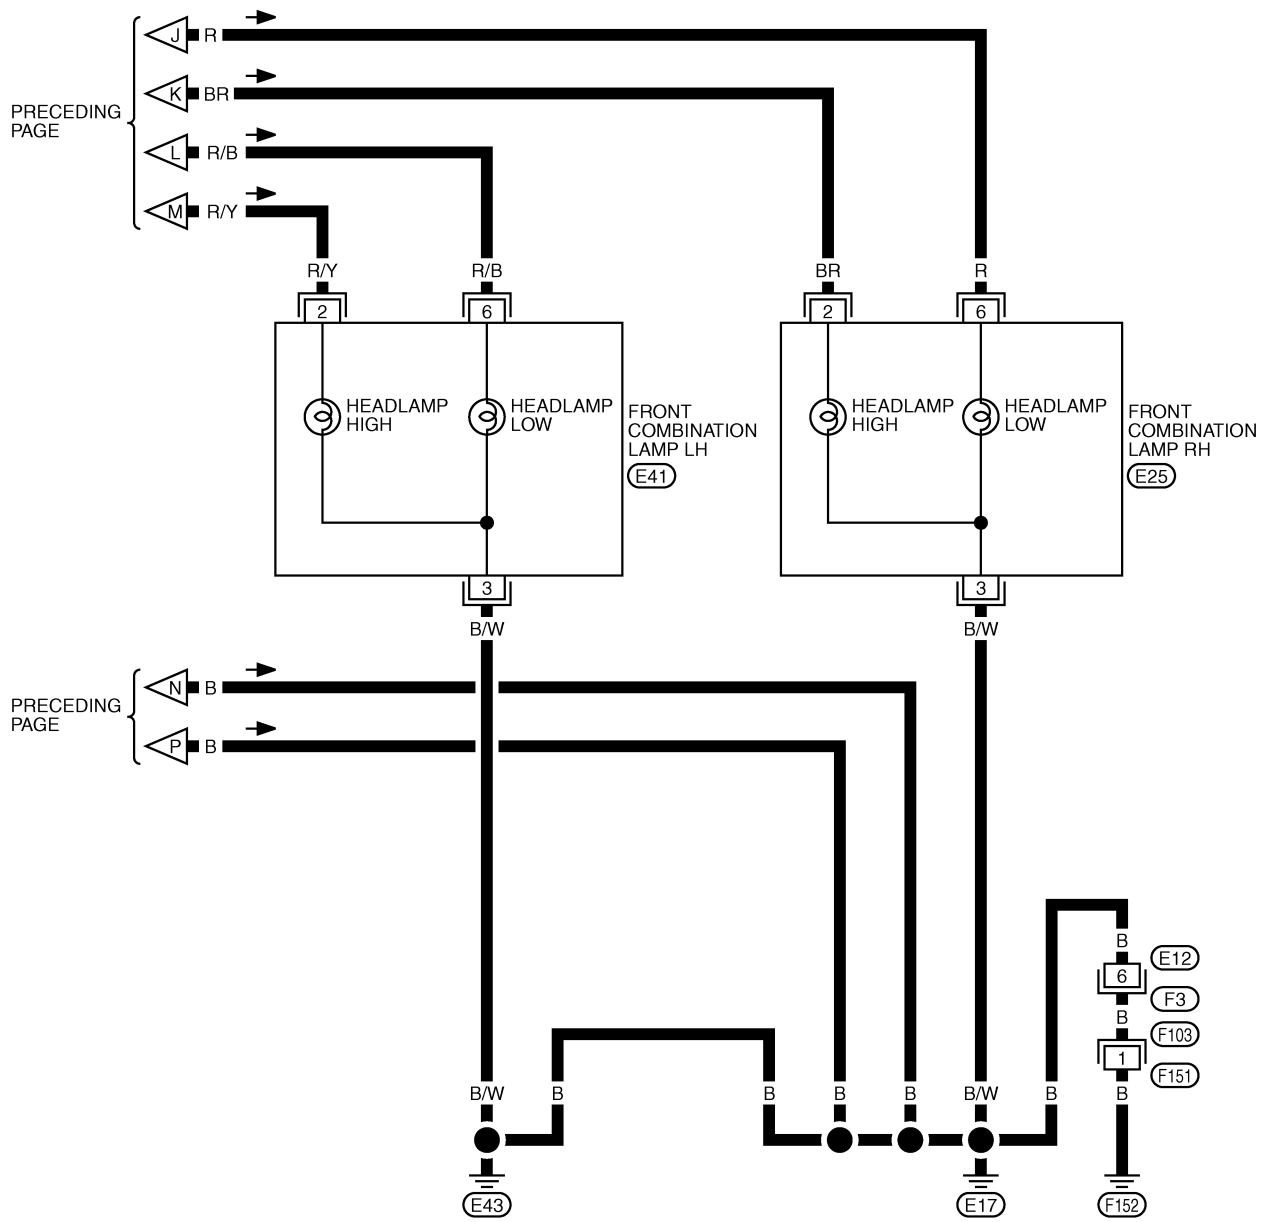 J R
K BR
PRECEDING
PAGE
L R/B
M R/Y
R/Y R/B BR R
2 6 2 6
HEADLAMP
HIGH
HEADLAMP
LOW
FRONT
COMBINATION
LAMP LH
E41
HEADLAMP
HIGH
HEADLAMP
LOW
FRONT
COMBINATION
LAMP RH
E25
3 3
B/W B/W
N B
PRECEDING
PAGE
P B
B
E12
6
F3
B
F103
1
F151
B/W B B B B B/W B B
E43 E17 F152